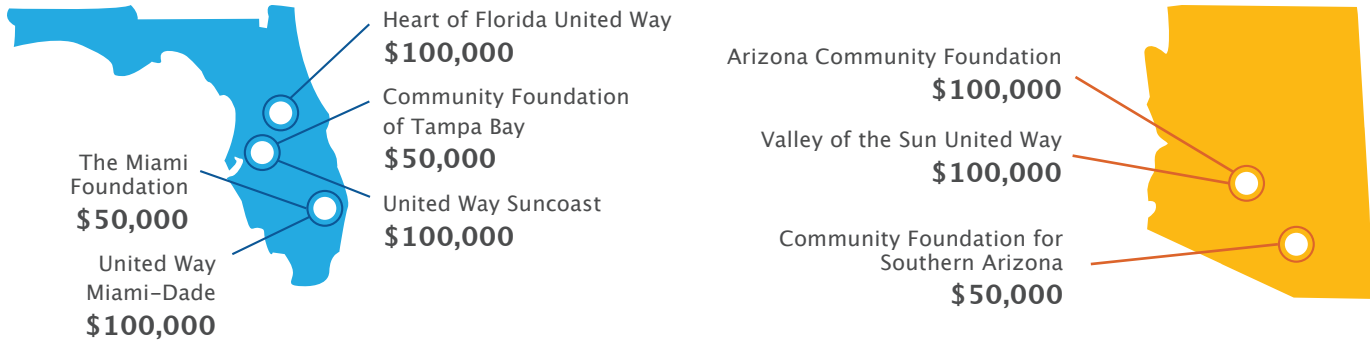 Heart of Florida United Way
$100,000
Community Foundation
of Tampa Bay
$50,000
United Way Suncoast
$100,000
The Miami
Foundation
$50,000
United Way
Miami–Dade
$100,000
Arizona Community Foundation
$100,000
Valley of the Sun United Way
$100,000
Community Foundation for
Southern Arizona
$50,000